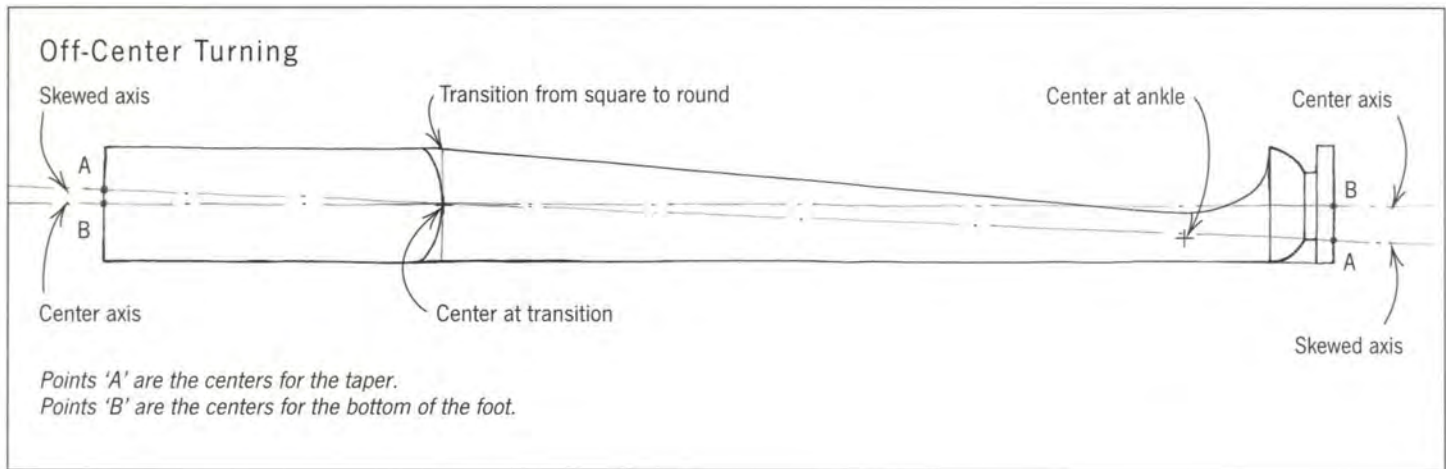 Off-Center Turning
Skewed axis
Transition from square to round
Center at ankle
Center axis
A
B
B
A
Center axis
Center at transition
Skewed axis
Points ‘A’ are the centers for the taper.
Points ‘B’ are the centers for the bottom of the foot.